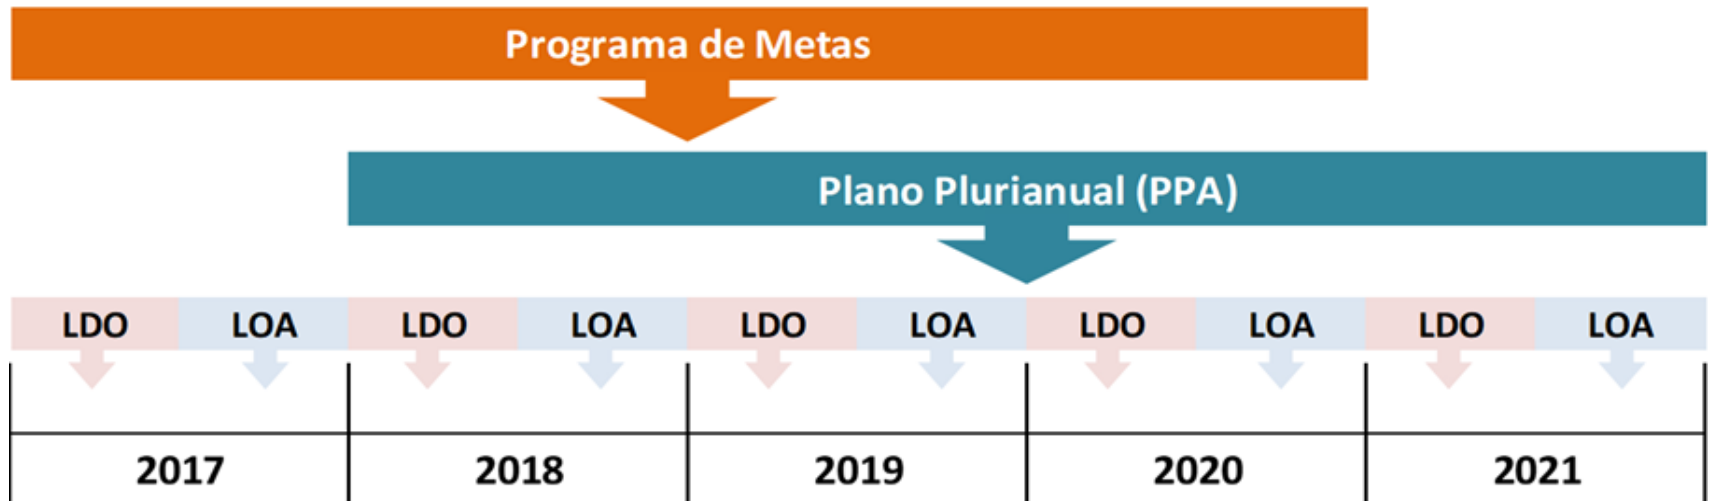 Programa de Metas
Plano Plurianual (PPA)
LDO LOA LDO LOA LDO LOA LDO LOA LDO LOA
2017 2018 2019 2020 2021